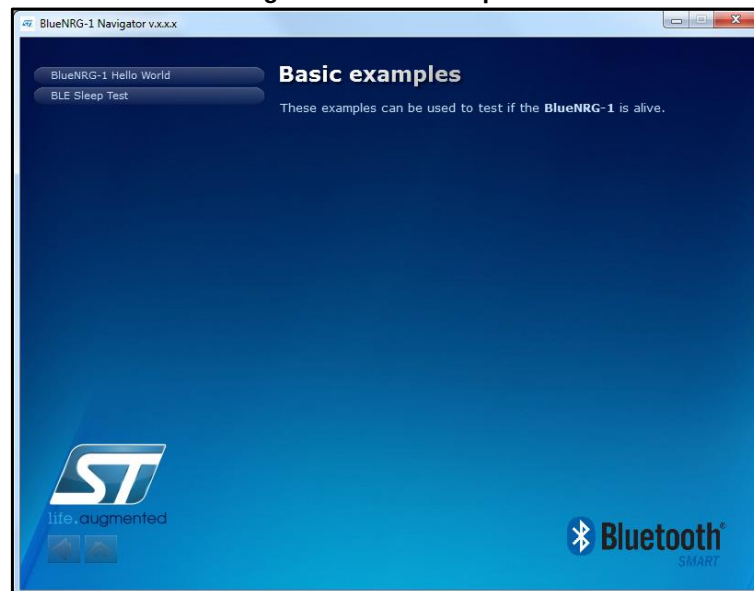 BlueNRG-1 Navigator v.x.x.x
BlueNRG-1 Hello World
BLE Sleep Test
Basic examples
These examples can be used to test if the BlueNRG-1 is alive.
ST
life.augmented
Bluetooth®
SMART